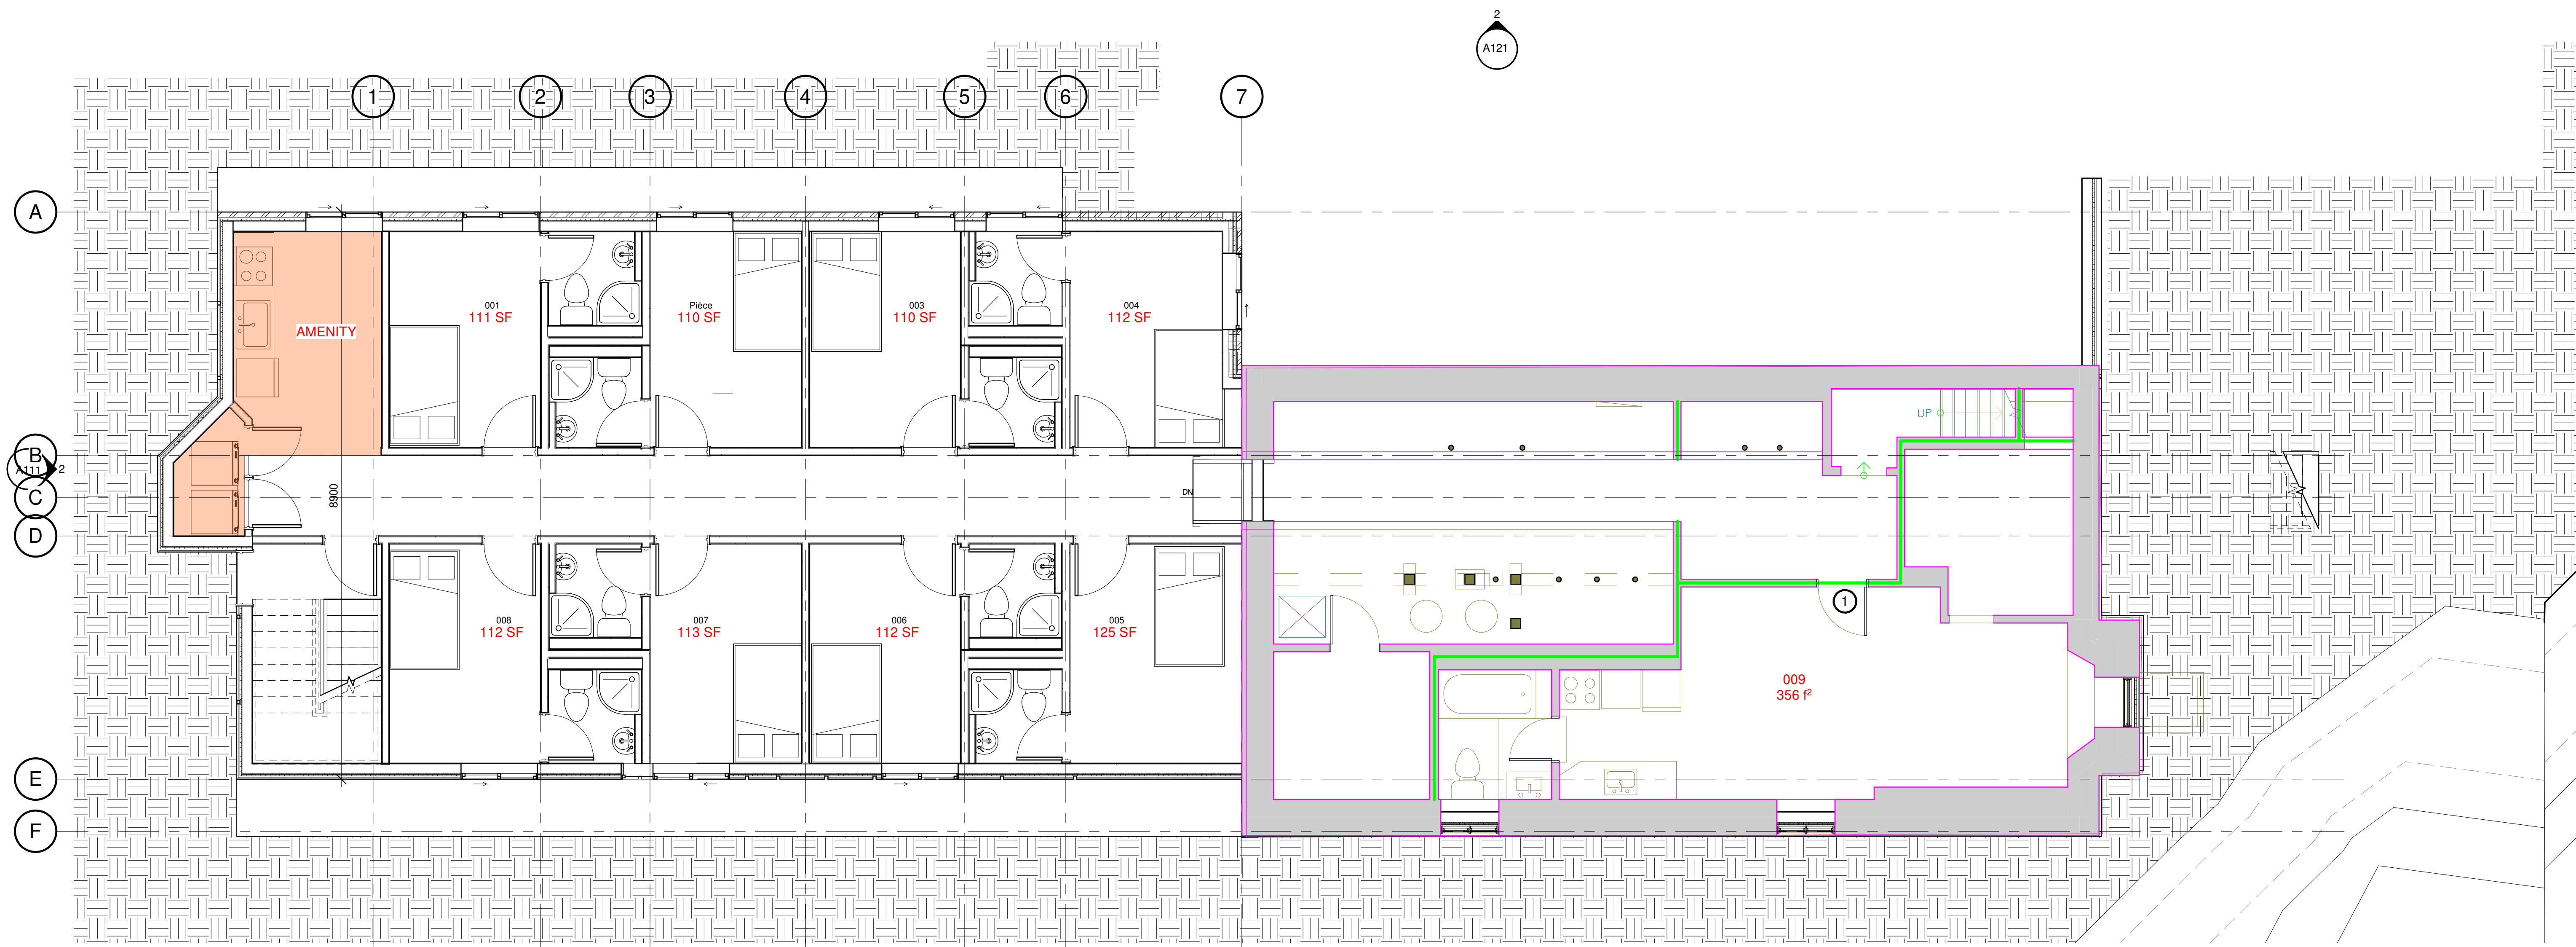 2
A121
1
2
3
4
5
6
7
A
001
111 SF
Pièce
110 SF
003
110 SF
004
112 SF
AMENITY
UP
B
A111
2
C
8900
DN
D
1
008
112 SF
007
113 SF
006
112 SF
005
125 SF
009
356 f²
E
F